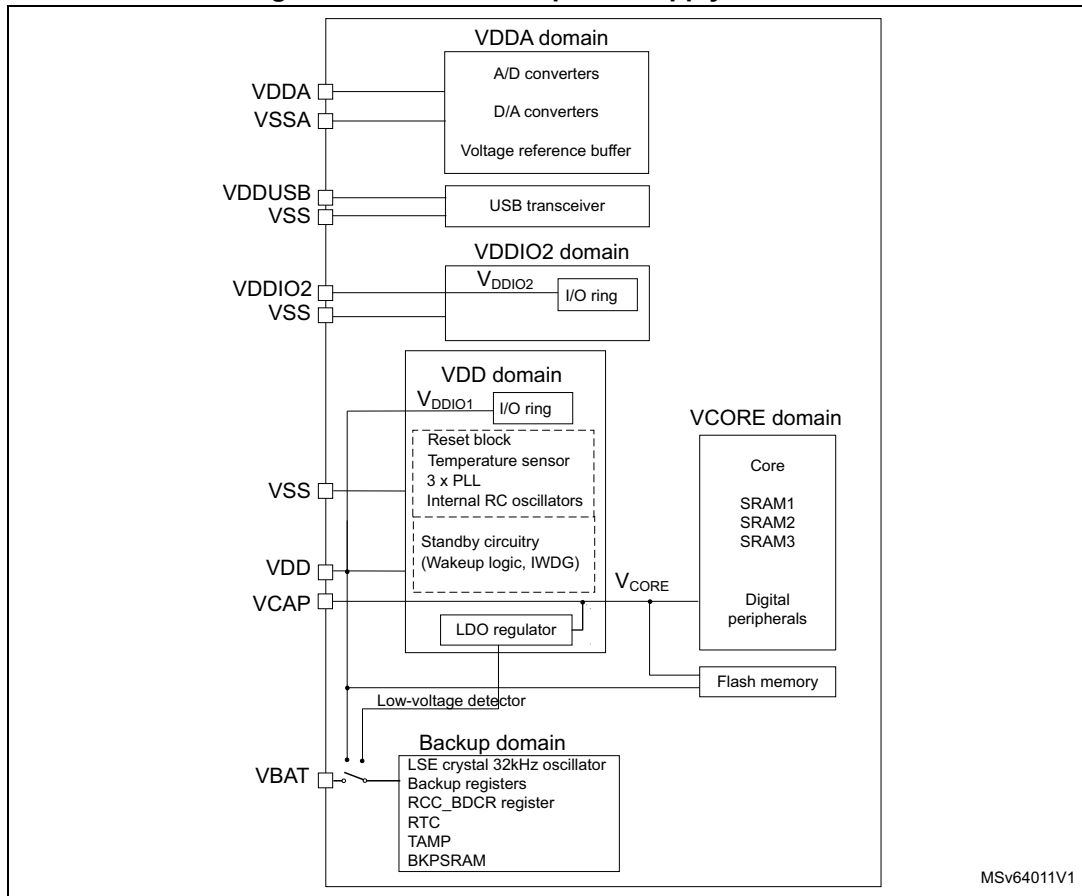 VDDA domain
A/D converters
VDDA
D/A converters
VSSA
Voltage reference buffer
VDDUSB
USB transceiver
VSS
VDDIO2 domain
VDDIO2
VDDIO2
I/O ring
VSS
VDD domain
VDDIO1
I/O ring
VCORE domain
Reset block
Temperature sensor
3 x PLL
Internal RC oscillators
Core
SRAM1
SRAM2
SRAM3
VSS
Standby circuitry
(Wakeup logic, IWDG)
VDD
VCORE
VCAP
Digital
peripherals
LDO regulator
Flash memory
Low-voltage detector
Backup domain
VBAT
LSE crystal 32kHz oscillator
Backup registers
RCC_BDCR register
RTC
TAMP
BKPSRAM
MSv64011V1